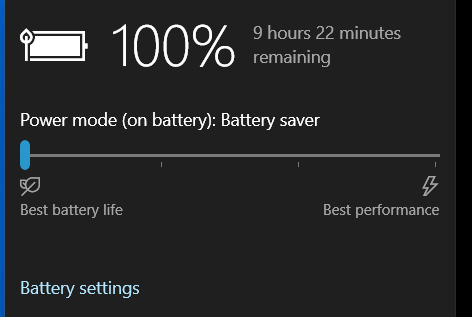 100%
9 hours 22 minutes
remaining
Power mode (on battery): Battery saver
Best battery life
Best performance
Battery settings